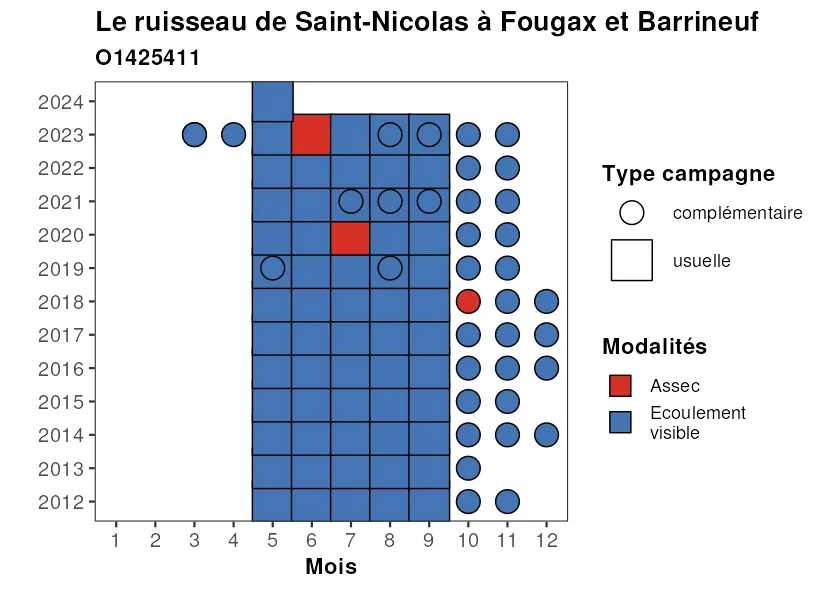 Le ruisseau de Saint-Nicolas à Fougax et Barrineuf
O1425411
2024
2023
2022
2021
2020
2019
2018
2017
2016
2015
2014
2013
2012
1 2 3 4 5 6 7 8 9 10 11 12
Mois
Type campagne
complémentaire
usuelle
Modalités
Assec
Ecoulement
visible